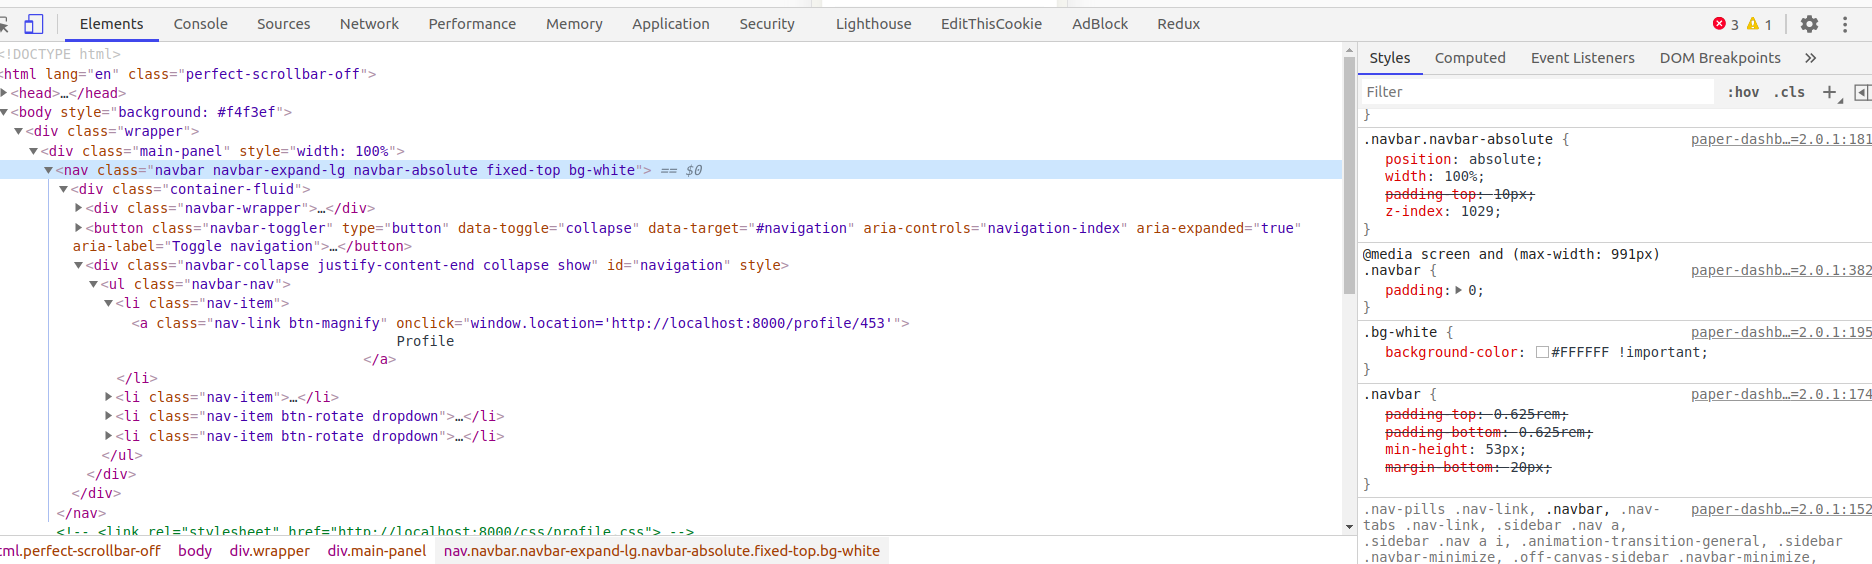 Elements Console Sources Network Performance Memory Application Security Lighthouse EditThisCookie AdBlock Redux 3 1
<!DOCTYPE html>
<html lang="en" class="perfect-scrollbar-off">
<head>…</head>
<body style="background: #f4f3ef">
<div class="wrapper">
<div class="main-panel" style="width: 100%">
<nav class="navbar navbar-expand-lg navbar-absolute fixed-top bg-white"> == $0
<div class="container-fluid">
<div class="navbar-wrapper">…</div>
<button class="navbar-toggler" type="button" data-toggle="collapse" data-target="#navigation" aria-controls="navigation-index" aria-expanded="true"
aria-label="Toggle navigation">…</button>
<div class="navbar-collapse justify-content-end collapse show" id="navigation" style>
<ul class="navbar-nav">
<li class="nav-item">
<a class="nav-link btn-magnify" onclick="window.location='http://localhost:8000/profile/453'">
Profile
</a>
</li>
<li class="nav-item">…</li>
<li class="nav-item btn-rotate dropdown">…</li>
<li class="nav-item btn-rotate dropdown">…</li>
</ul>
</div>
</div>
</nav>
<!-- <link rel="stylesheet" href="http://localhost:8000/css/profile.css"> -->
tml.perfect-scrollbar-off body div.wrapper div.main-panel nav.navbar.navbar-expand-lg.navbar-absolute.fixed-top.bg-white
Styles Computed Event Listeners DOM Breakpoints »
Filter :hov .cls +
}
.navbar.navbar-absolute { paper-dashb…=2.0.1:181
position: absolute;
width: 100%;
padding-top: 10px;
z-index: 1029;
}
@media screen and (max-width: 991px)
.navbar { paper-dashb…=2.0.1:382
padding: 0;
}
.bg-white { paper-dashb…=2.0.1:195
background-color: #FFFFFF !important;
}
.navbar { paper-dashb…=2.0.1:174
padding-top: 0.625rem;
padding-bottom: 0.625rem;
min-height: 53px;
margin-bottom: 20px;
}
.nav-pills .nav-link, .navbar, .nav- paper-dashb…=2.0.1:152
tabs .nav-link, .sidebar .nav a,
.sidebar .nav a i, .animation-transition-general, .sidebar
.navbar-minimize, .off-canvas-sidebar .navbar-minimize,